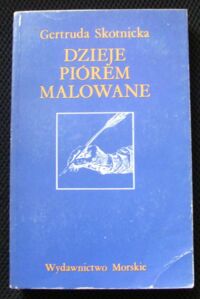 Gertruda Skotnicka
DZIEJE
PIÓREM
MALOWANE
Wydawnictwo Morskie